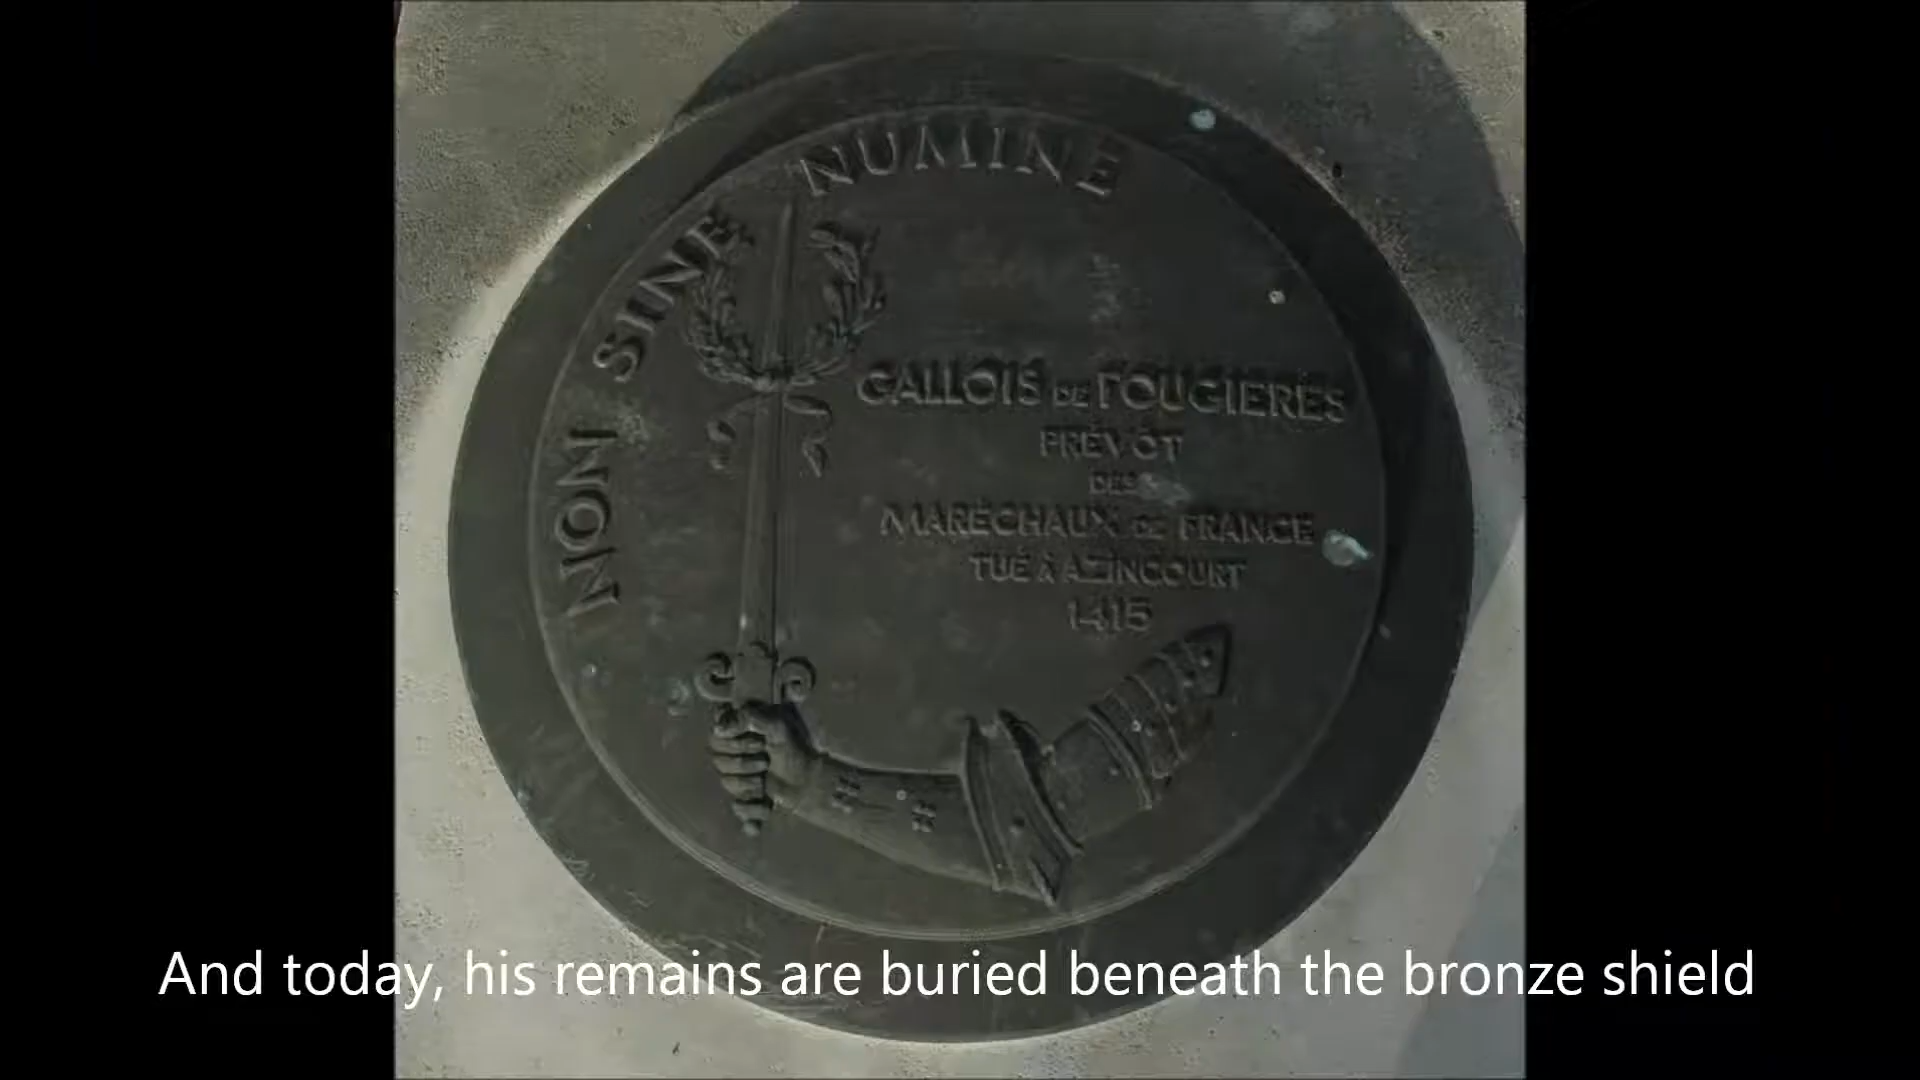 NON SINE NUMINE
GALLOIS DE FOUGIERES
PRÉVÔT
DES
MARÉCHAUX DE FRANCE
TUÉ À AZINCOURT
1415
And today, his remains are buried beneath the bronze shield